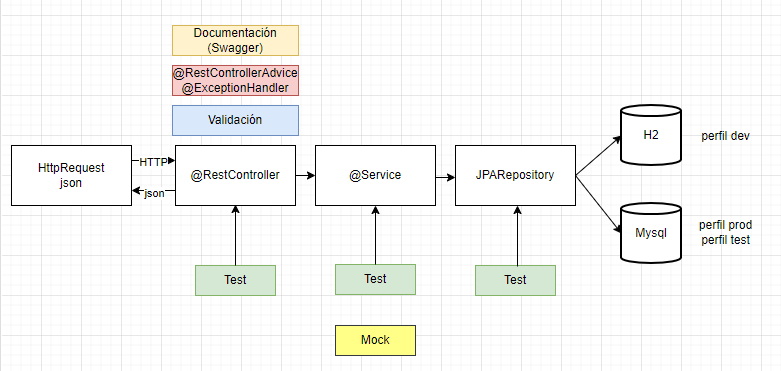 Documentación
(Swagger)
@RestControllerAdvice
@ExceptionHandler
Validación
HttpRequest
json
HTTP
json
@RestController
@Service
JPARepository
H2
perfil dev
Mysql
perfil prod
perfil test
Test
Test
Test
Mock